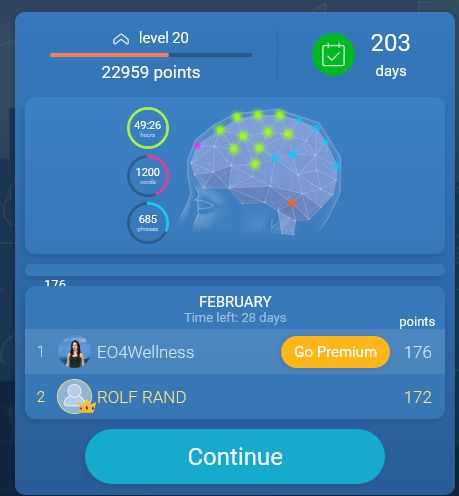 level 20
22959 points
203
days
49:26
hours
1200
words
685
phrases
176
FEBRUARY
Time left: 28 days
points
1 EO4Wellness Go Premium 176
2 ROLF RAND 172
Continue